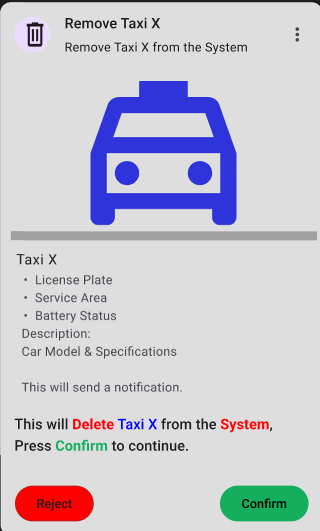 Remove Taxi X
Remove Taxi X from the System
Taxi X
• License Plate
• Service Area
• Battery Status
Description:
Car Model & Specifications
This will send a notification.
This will Delete Taxi X from the System,
Press Confirm to continue.
Reject
Confirm